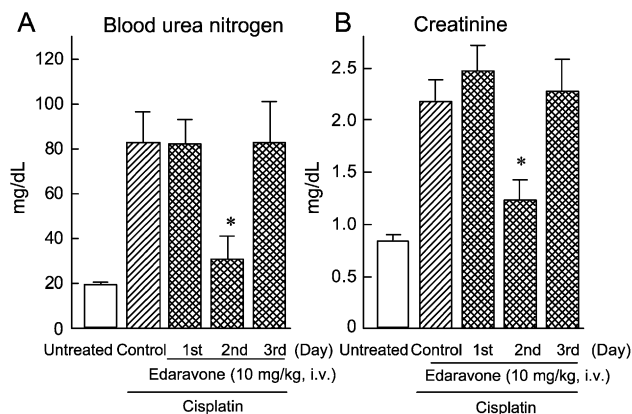 A Blood urea nitrogen
120
100
80
60
40
20
0
mg/dL
*
Untreated Control 1st 2nd 3rd (Day)
Edaravone (10 mg/kg, i.v.)
Cisplatin
B Creatinine
2.5
2.0
1.5
1.0
0.5
0
mg/dL
*
Untreated Control 1st 2nd 3rd (Day)
Edaravone (10 mg/kg, i.v.)
Cisplatin